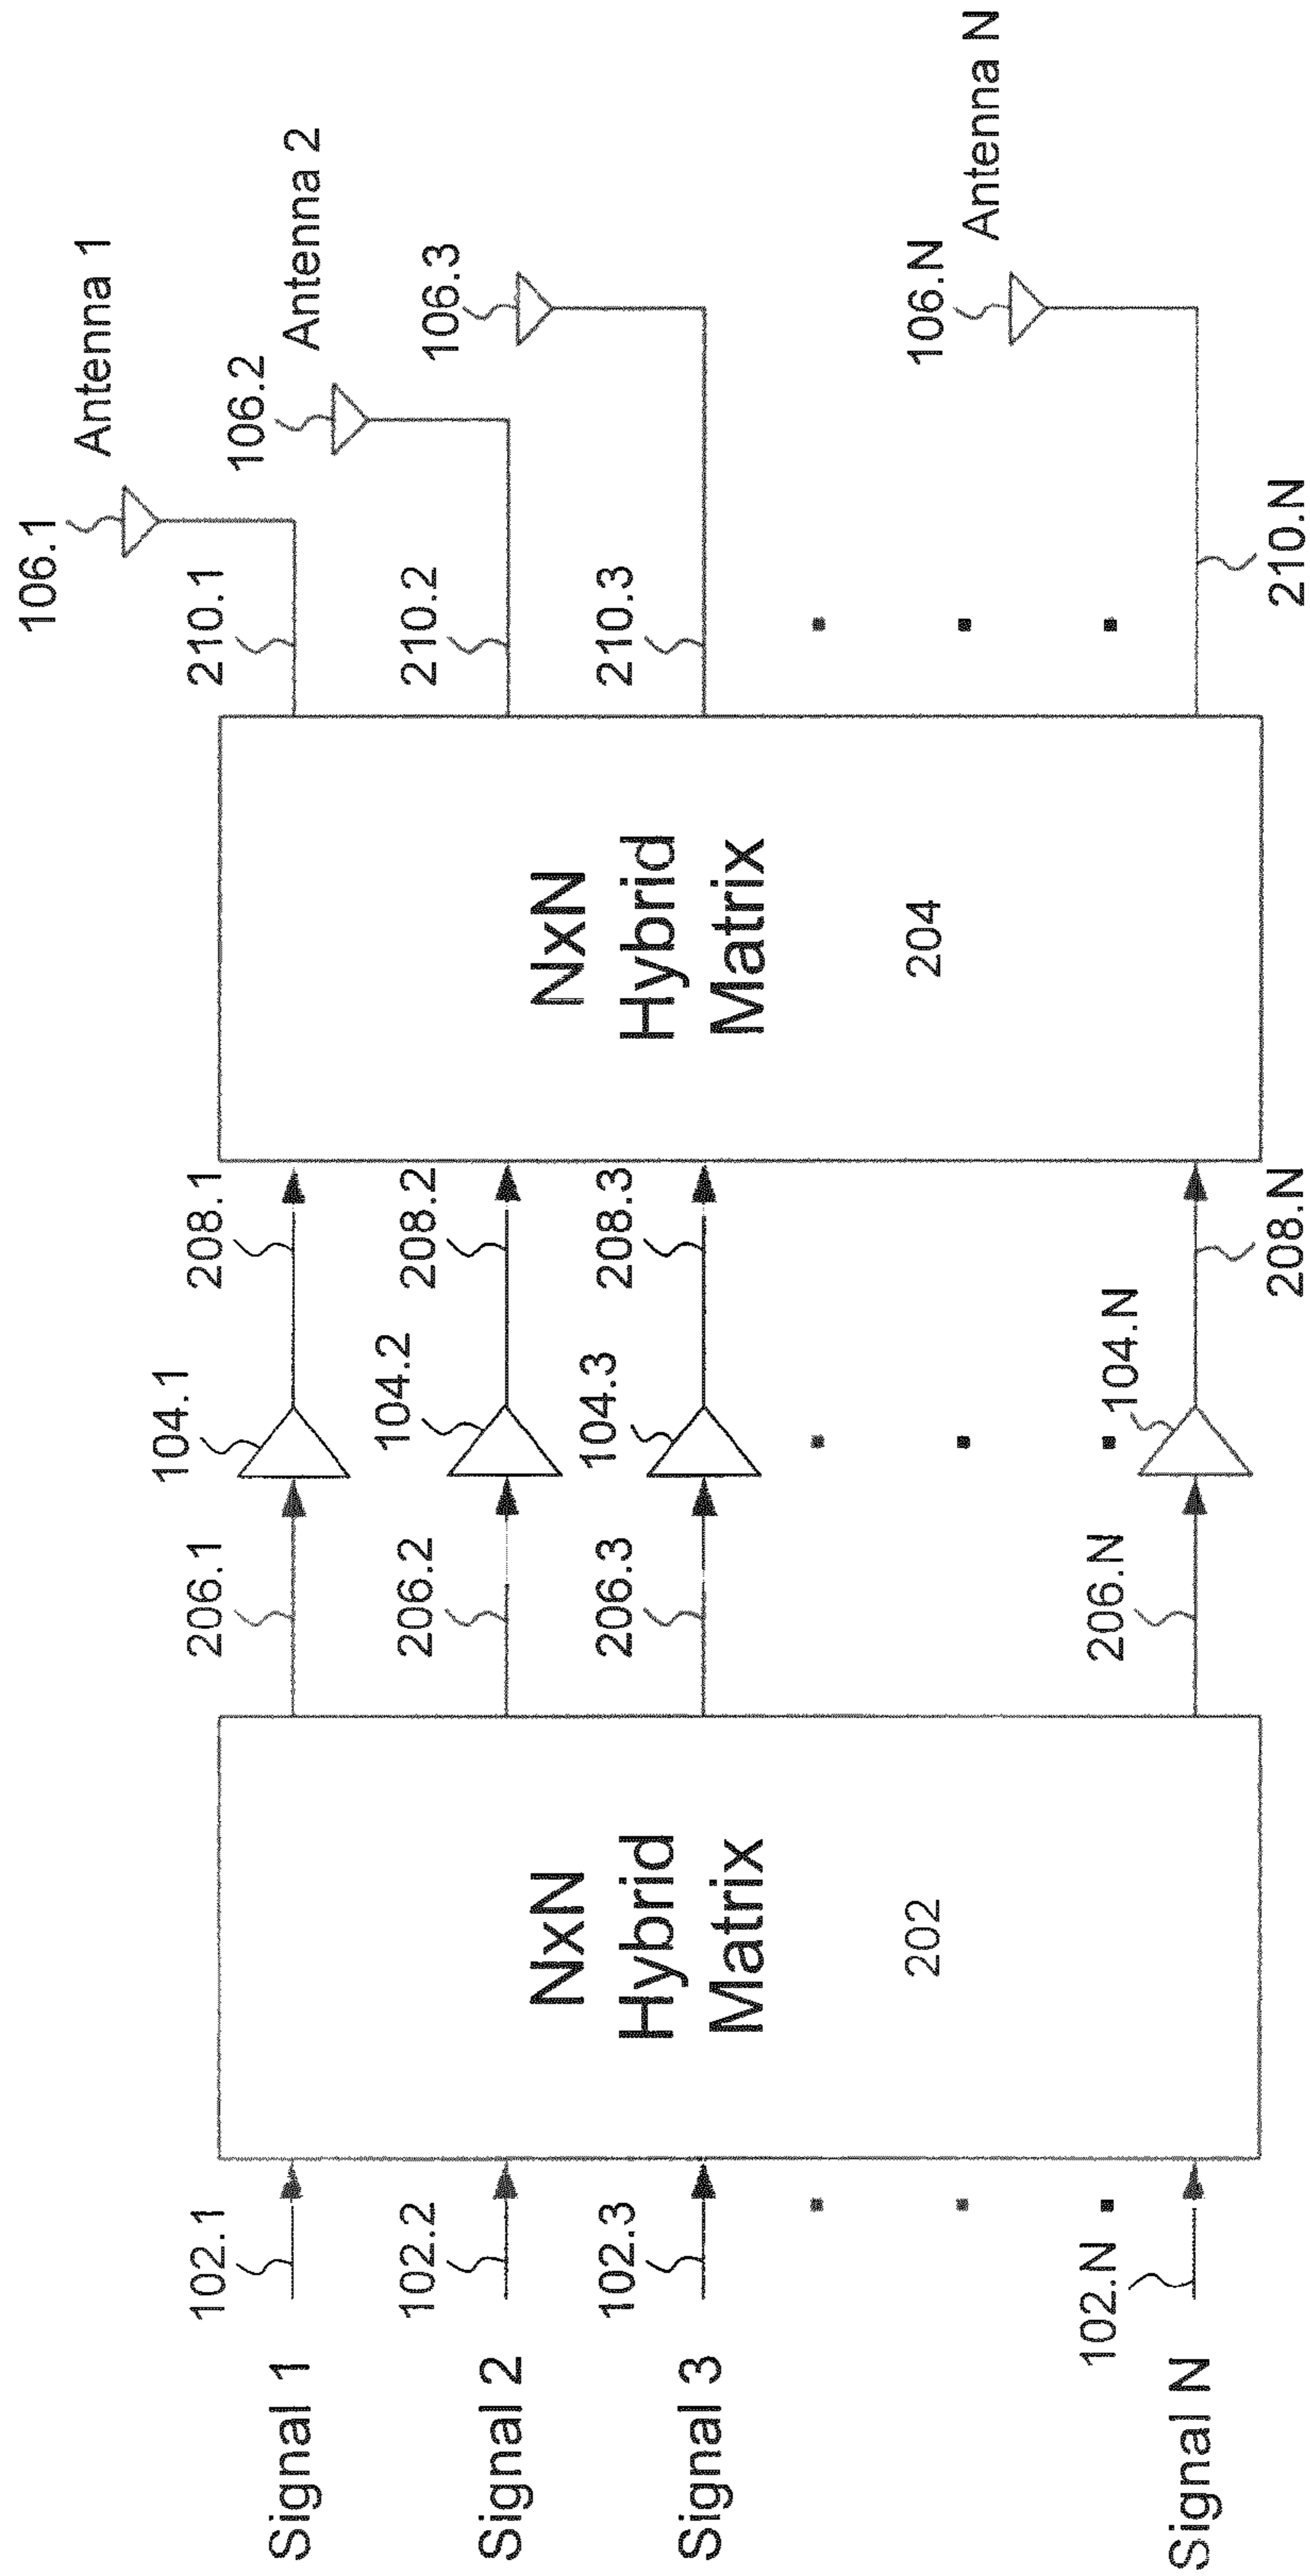 106.1
Antenna 1
106.2
Antenna 2
106.3
106.N
Antenna N
210.1
210.2
210.3
210.N
NxN
Hybrid
Matrix
204
208.1
208.2
208.3
208.N
104.1
104.2
104.3
104.N
206.1
206.2
206.3
206.N
NxN
Hybrid
Matrix
202
102.1
102.2
102.3
102.N
Signal 1
Signal 2
Signal 3
Signal N